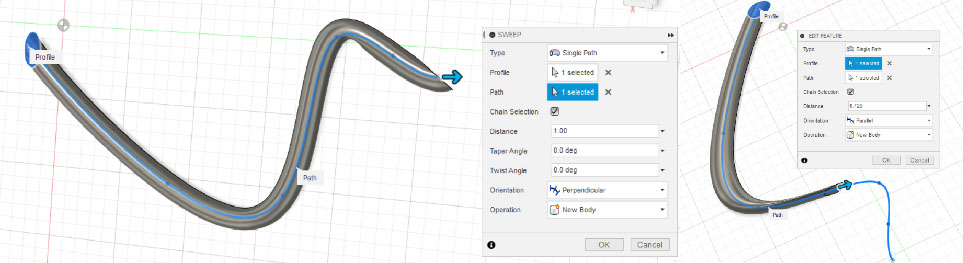 Profile
Path
SWEEP
Type Single Path
Profile 1 selected
Path 1 selected
Chain Selection
Distance 1.00
Taper Angle 0.0 deg
Twist Angle 0.0 deg
Orientation Perpendicular
Operation New Body
OK Cancel
Profile
Path
EDIT FEATURE
Type Single Path
Profile 1 selected
Path 1 selected
Chain Selection
Distance
Orientation Parallel
Operation New Body
OK Cancel